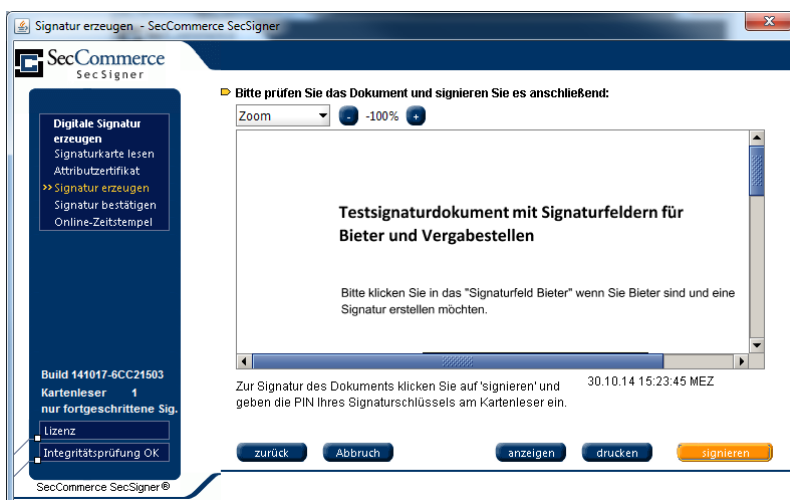 Signatur erzeugen - SecCommerce SecSigner
SecCommerce
SecSigner
Digitale Signatur
erzeugen
Signaturkarte lesen
Attributzertifikat
>> Signatur erzeugen
Signatur bestätigen
Online-Zeitstempel
Build 141017-6CC21503
Kartenleser 1
nur fortgeschrittene Sig.
Lizenz
Integritätsprüfung OK
SecCommerce SecSigner®
Bitte prüfen Sie das Dokument und signieren Sie es anschließend:
Zoom - -100% +
Testsignaturdokument mit Signaturfeldern für
Bieter und Vergabestellen
Bitte klicken Sie in das "Signaturfeld Bieter" wenn Sie Bieter sind und eine
Signatur erstellen möchten.
Zur Signatur des Dokuments klicken Sie auf 'signieren' und
geben die PIN Ihres Signaturschlüssels am Kartenleser ein.
30.10.14 15:23:45 MEZ
zurück Abbruch anzeigen drucken signieren